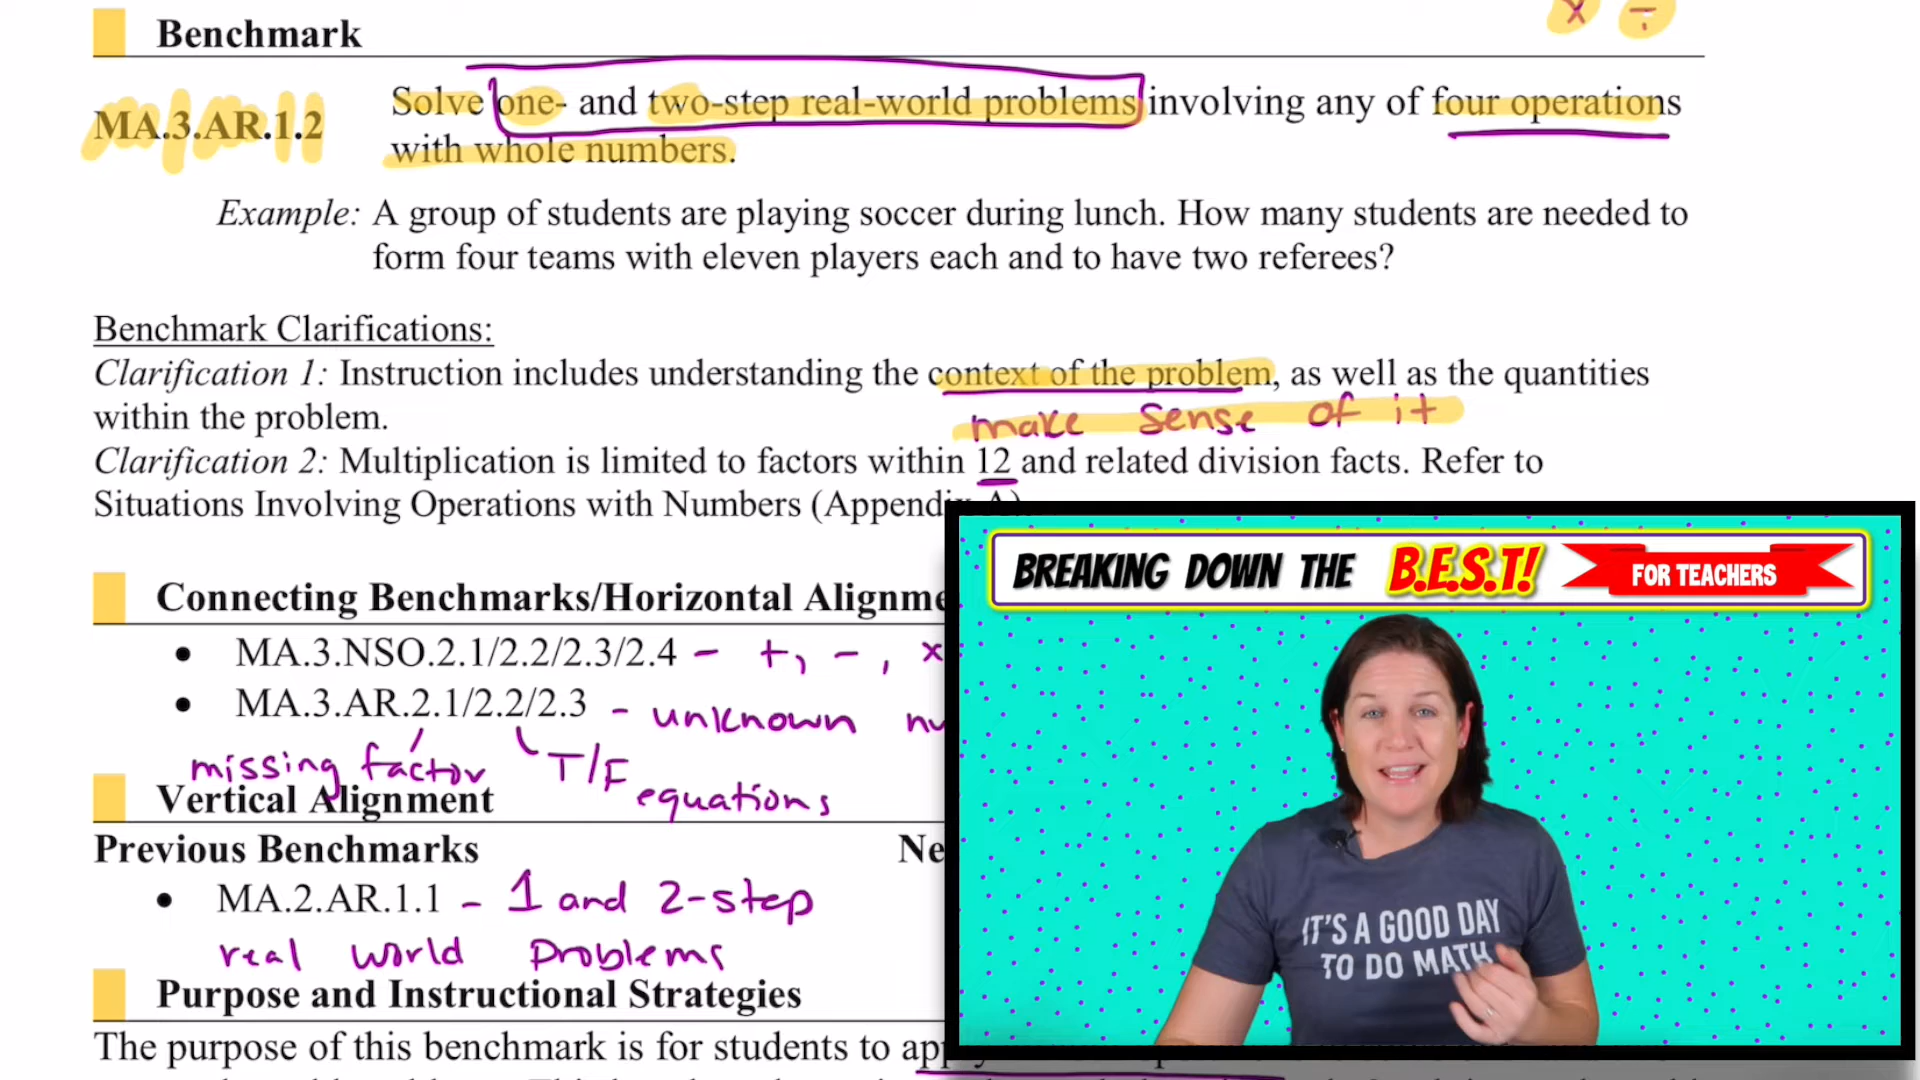 × ÷
Benchmark
MA.3.AR.1.2
Solve one- and two-step real-world problems involving any of four operations
with whole numbers.
Example: A group of students are playing soccer during lunch. How many students are needed to
form four teams with eleven players each and to have two referees?
Benchmark Clarifications:
Clarification 1: Instruction includes understanding the context of the problem, as well as the quantities
within the problem.
make sense of it
Clarification 2: Multiplication is limited to factors within 12 and related division facts. Refer to
Situations Involving Operations with Numbers
Connecting Benchmarks/Horizontal
• MA.3.NSO.2.1/2.2/2.3/2.4 - +, -, ×
• MA.3.AR.2.1/2.2/2.3 - unknown
missing factor T/F equations
Vertical Alignment
Previous Benchmarks
• MA.2.AR.1.1 - 1 and 2-step
real world problems
Purpose and Instructional Strategies
The purpose of this benchmark is for students to
BREAKING DOWN THE B.E.S.T! FOR TEACHERS
IT'S A GOOD DAY
TO DO MATH